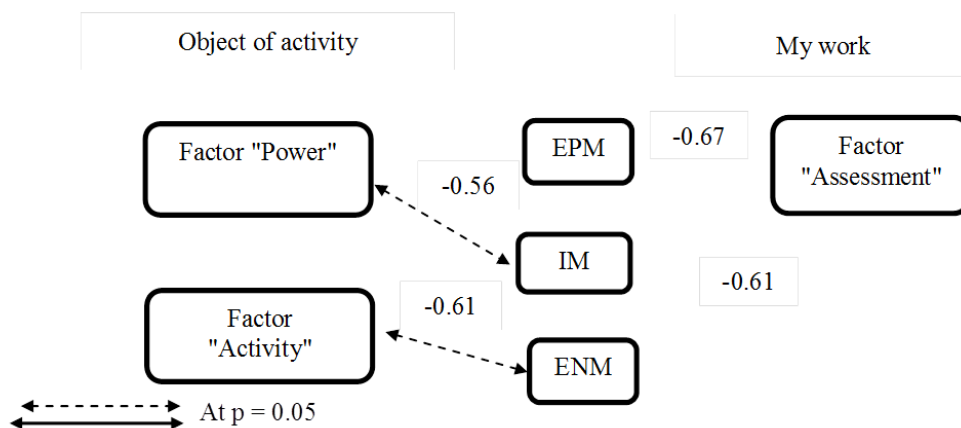 Object of activity
My work
Factor "Power"
EPM
-0.67
Factor
"Assessment"
-0.56
IM
-0.61
-0.61
Factor
"Activity"
ENM
At p = 0.05